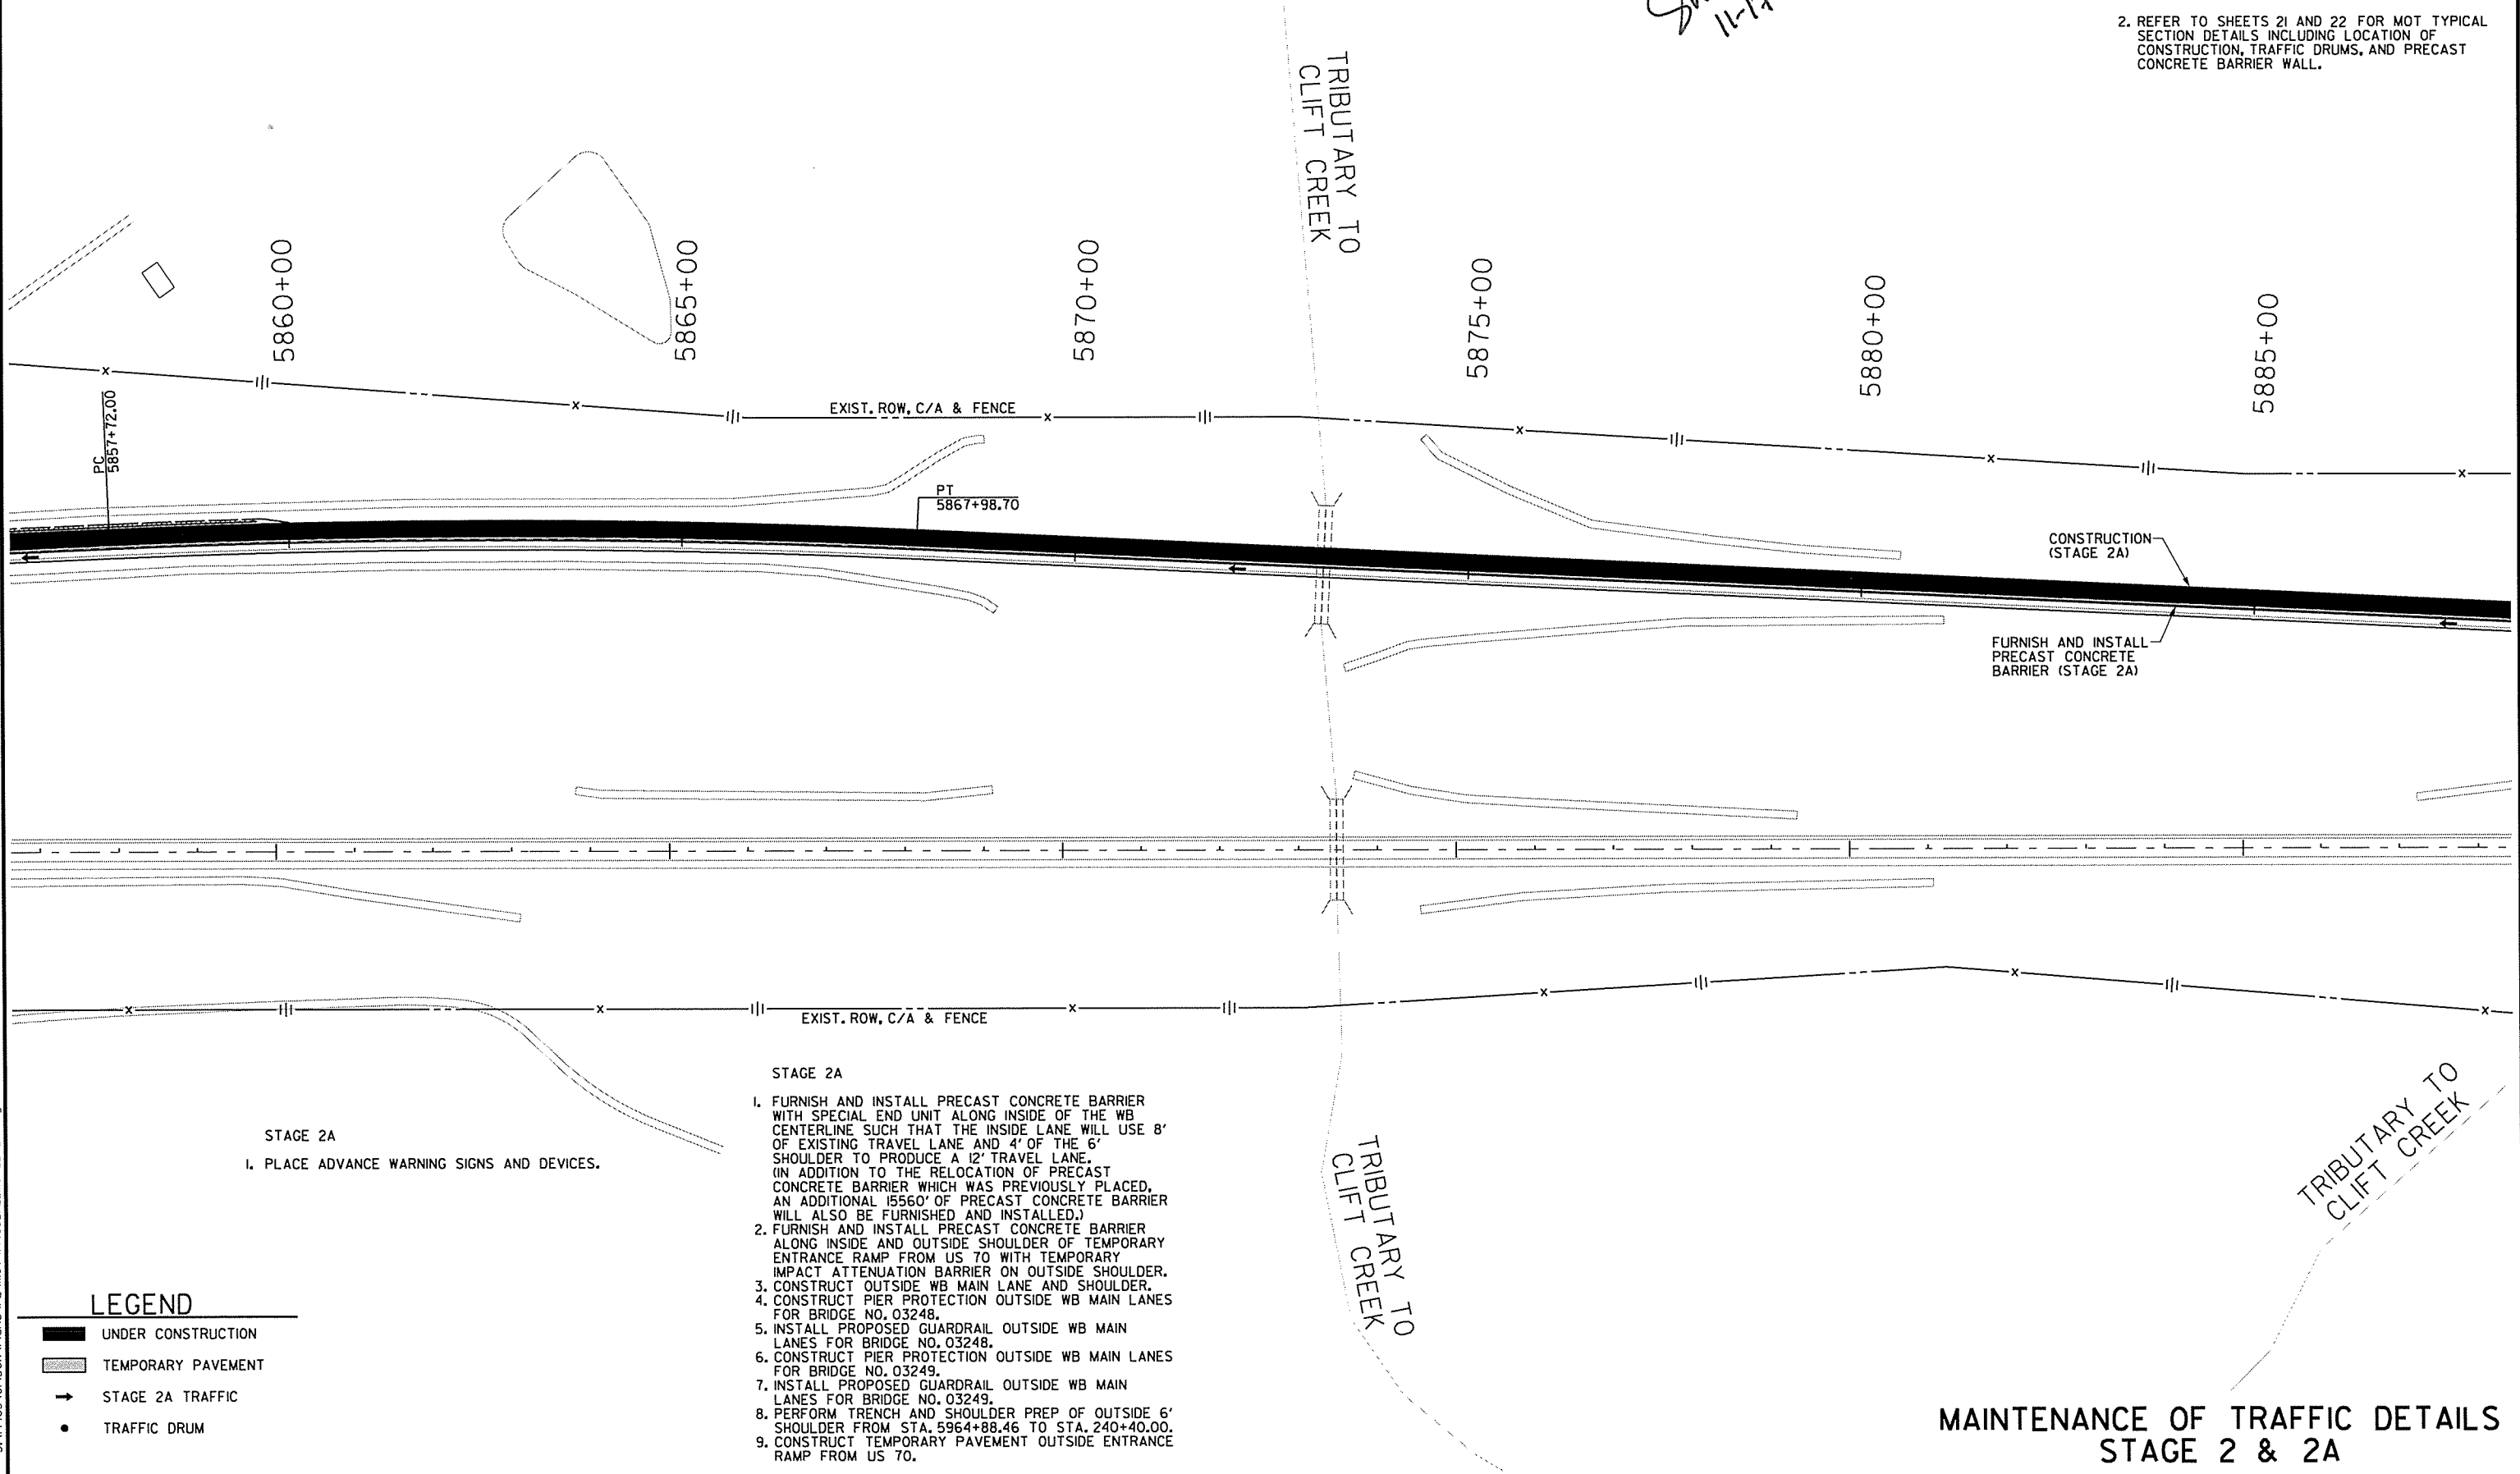 2. REFER TO SHEETS 21 AND 22 FOR MOT TYPICAL
SECTION DETAILS INCLUDING LOCATION OF
CONSTRUCTION, TRAFFIC DRUMS, AND PRECAST
CONCRETE BARRIER WALL.
TRIBUTARY TO
CLIFT CREEK
5860+00
5865+00
5870+00
5875+00
5880+00
5885+00
EXIST. ROW, C/A & FENCE
PC
5857+72.00
PT
5867+98.70
CONSTRUCTION
(STAGE 2A)
FURNISH AND INSTALL
PRECAST CONCRETE
BARRIER (STAGE 2A)
EXIST. ROW, C/A & FENCE
STAGE 2A
1. PLACE ADVANCE WARNING SIGNS AND DEVICES.
STAGE 2A
1. FURNISH AND INSTALL PRECAST CONCRETE BARRIER
WITH SPECIAL END UNIT ALONG INSIDE OF THE WB
CENTERLINE SUCH THAT THE INSIDE LANE WILL USE 8'
OF EXISTING TRAVEL LANE AND 4' OF THE 6'
SHOULDER TO PRODUCE A 12' TRAVEL LANE.
(IN ADDITION TO THE RELOCATION OF PRECAST
CONCRETE BARRIER WHICH WAS PREVIOUSLY PLACED,
AN ADDITIONAL 15560' OF PRECAST CONCRETE BARRIER
WILL ALSO BE FURNISHED AND INSTALLED.)
2. FURNISH AND INSTALL PRECAST CONCRETE BARRIER
ALONG INSIDE AND OUTSIDE SHOULDER OF TEMPORARY
ENTRANCE RAMP FROM US 70 WITH TEMPORARY
IMPACT ATTENUATION BARRIER ON OUTSIDE SHOULDER.
3. CONSTRUCT OUTSIDE WB MAIN LANE AND SHOULDER.
4. CONSTRUCT PIER PROTECTION OUTSIDE WB MAIN LANES
FOR BRIDGE NO. 03248.
5. INSTALL PROPOSED GUARDRAIL OUTSIDE WB MAIN
LANES FOR BRIDGE NO. 03248.
6. CONSTRUCT PIER PROTECTION OUTSIDE WB MAIN LANES
FOR BRIDGE NO. 03249.
7. INSTALL PROPOSED GUARDRAIL OUTSIDE WB MAIN
LANES FOR BRIDGE NO. 03249.
8. PERFORM TRENCH AND SHOULDER PREP OF OUTSIDE 6'
SHOULDER FROM STA. 5964+88.46 TO STA. 240+40.00.
9. CONSTRUCT TEMPORARY PAVEMENT OUTSIDE ENTRANCE
RAMP FROM US 70.
TRIBUTARY TO
CLIFT CREEK
TRIBUTARY TO
CLIFT CREEK
LEGEND
UNDER CONSTRUCTION
TEMPORARY PAVEMENT
STAGE 2A TRAFFIC
TRAFFIC DRUM
MAINTENANCE OF TRAFFIC DETAILS
STAGE 2 & 2A